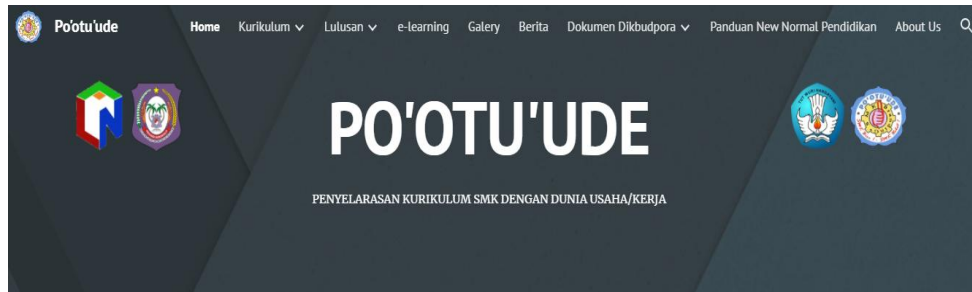 Po'otu'ude Home Kurikulum Lulusan e-learning Galery Berita Dokumen Dikbudpora Panduan New Normal Pendidikan About Us
PO'OTU'UDE
PENYELARASAN KURIKULUM SMK DENGAN DUNIA USAHA/KERJA